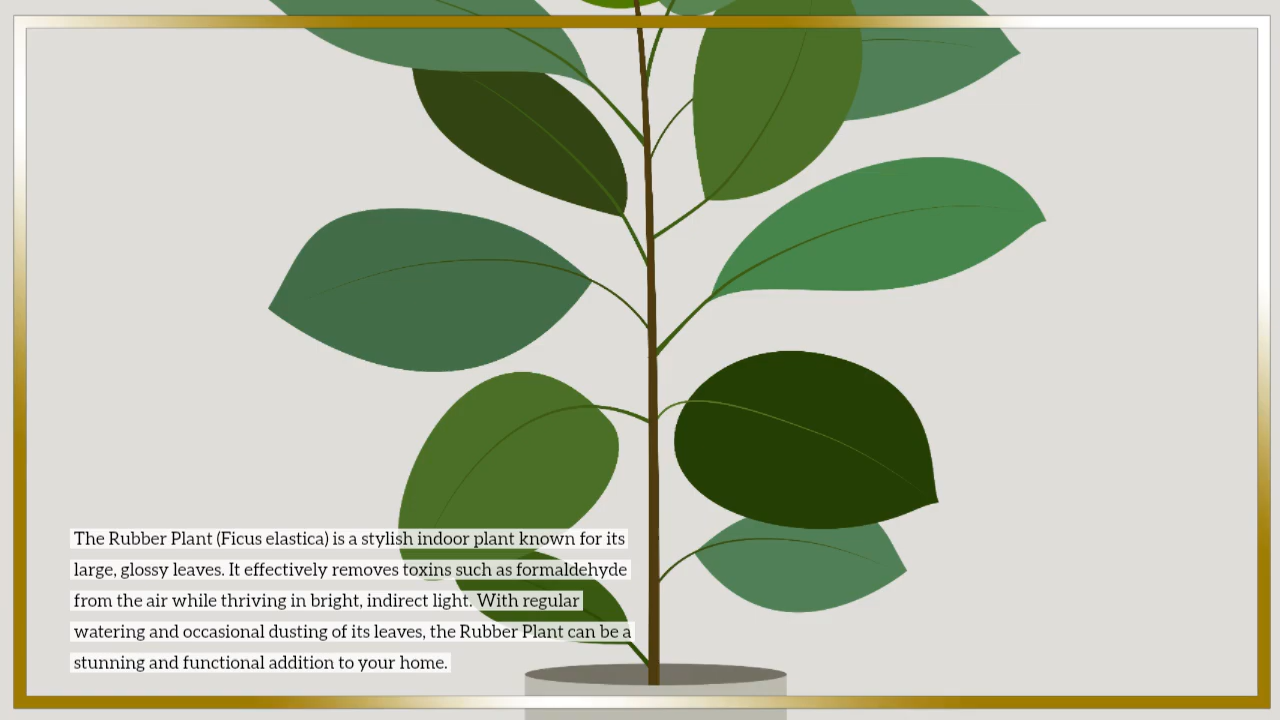 The Rubber Plant (Ficus elastica) is a stylish indoor plant known for its
large, glossy leaves. It effectively removes toxins such as formaldehyde
from the air while thriving in bright, indirect light. With regular
watering and occasional dusting of its leaves, the Rubber Plant can be a
stunning and functional addition to your home.